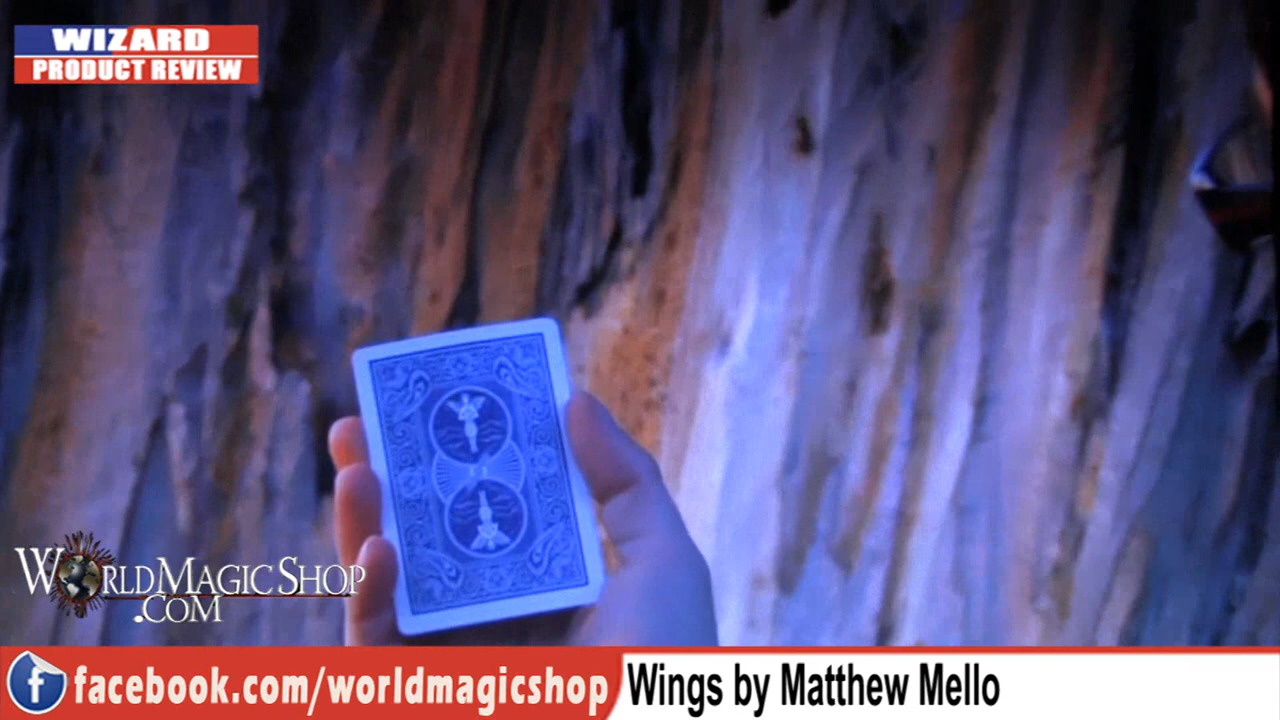 WIZARD
PRODUCT REVIEW
WORLDMAGICSHOP
.COM
facebook.com/worldmagicshop
Wings by Matthew Mello